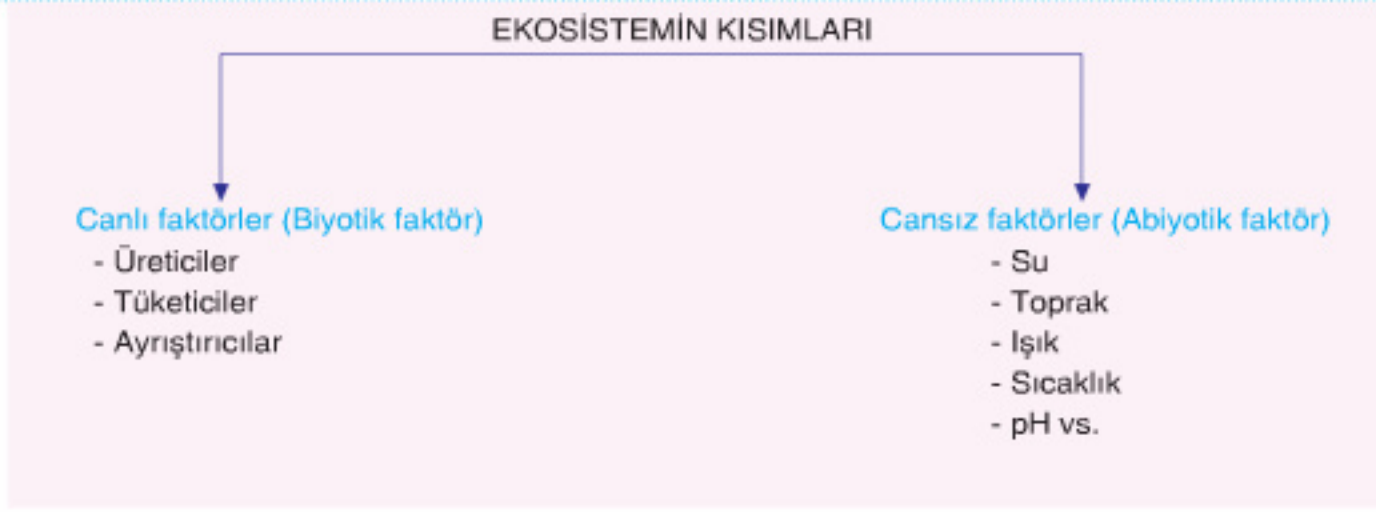 EKOSİSTEMİN KISIMLARI
Canlı faktörler (Biyotik faktör)
- Üreticiler
- Tüketiciler
- Ayrıştırıcılar
Cansız faktörler (Abiyotik faktör)
- Su
- Toprak
- Işık
- Sıcaklık
- pH vs.